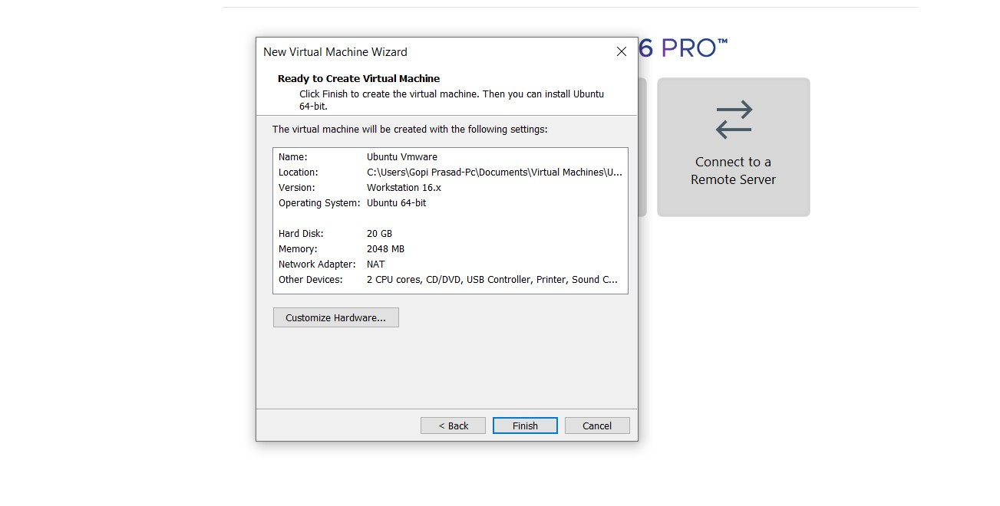 New Virtual Machine Wizard
6 PRO™
Ready to Create Virtual Machine
Click Finish to create the virtual machine. Then you can install Ubuntu
64-bit.
The virtual machine will be created with the following settings:
Name: Ubuntu Vmware
Location: C:\Users\Gopi Prasad-Pc\Documents\Virtual Machines\U...
Version: Workstation 16.x
Operating System: Ubuntu 64-bit
Hard Disk: 20 GB
Memory: 2048 MB
Network Adapter: NAT
Other Devices: 2 CPU cores, CD/DVD, USB Controller, Printer, Sound C...
Customize Hardware...
< Back
Finish
Cancel
Connect to a
Remote Server